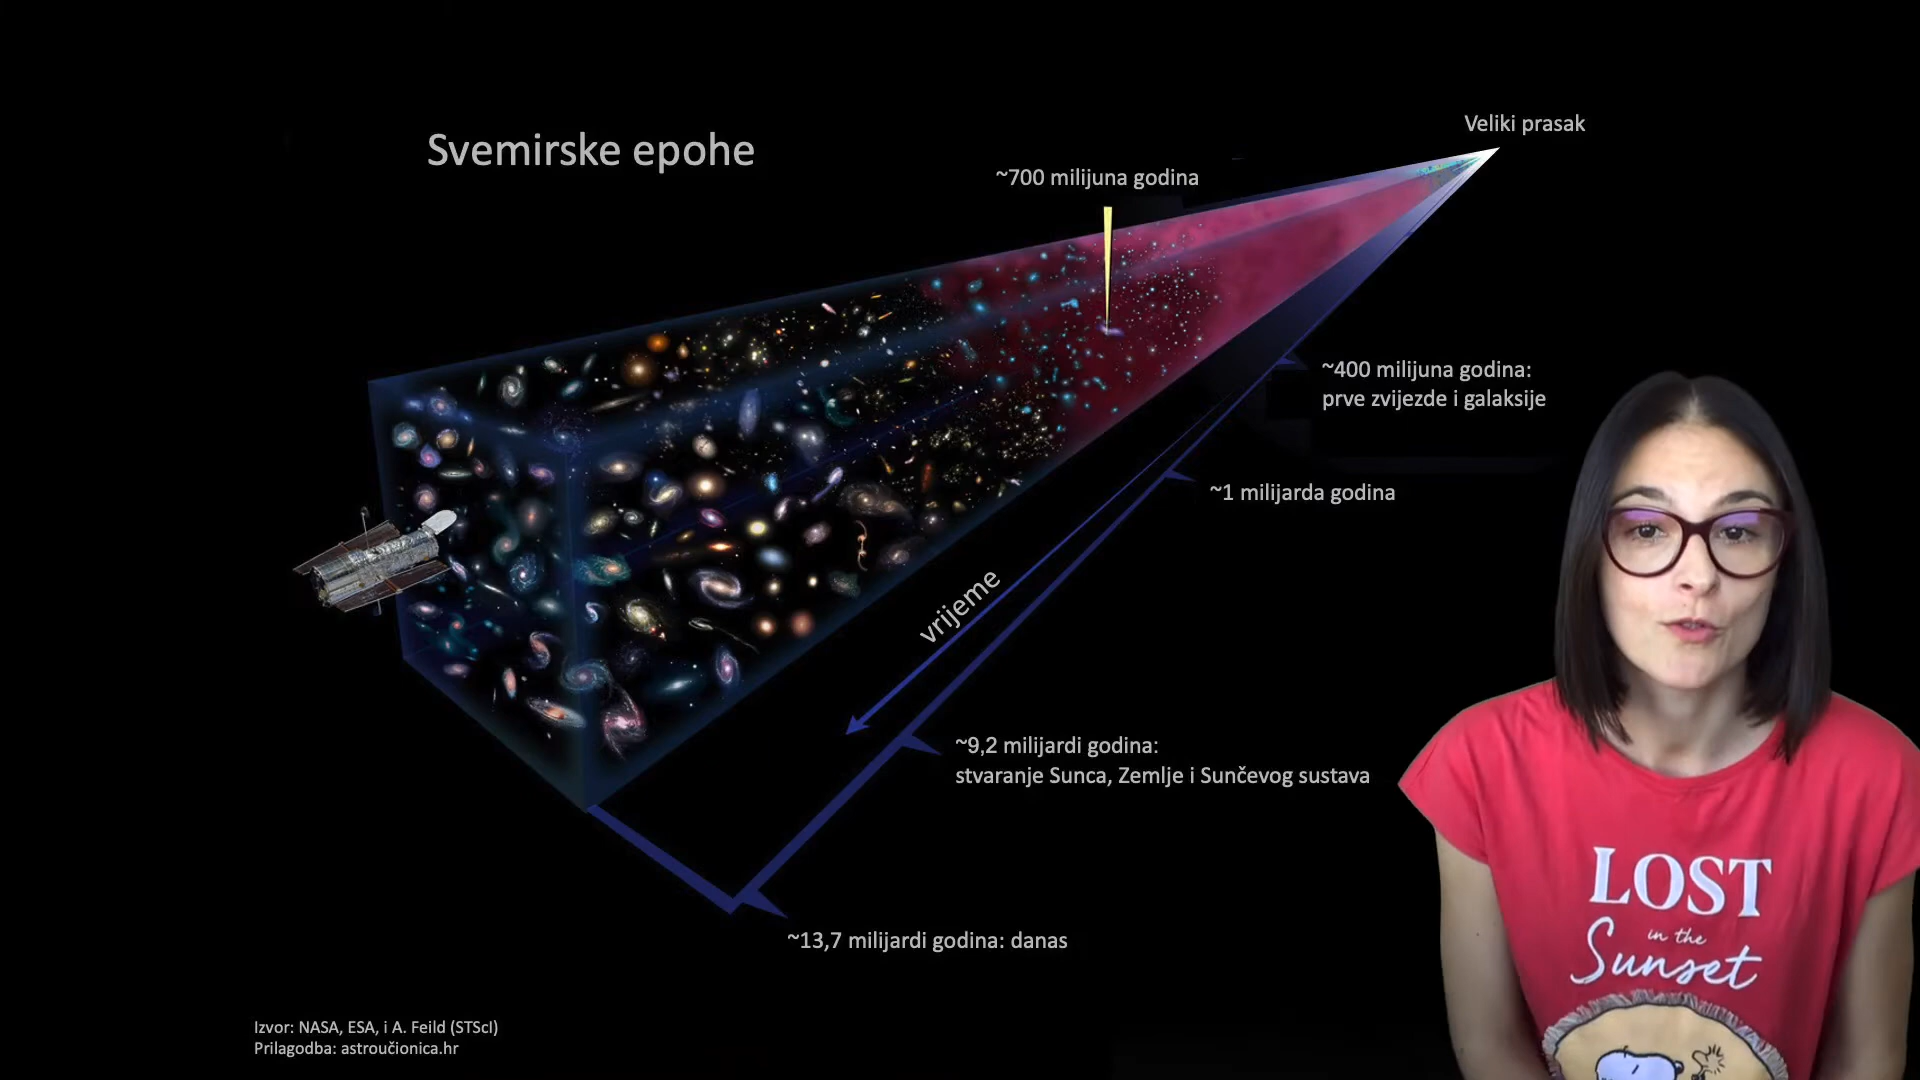 Svemirske epohe
Veliki prasak
~700 milijuna godina
~400 milijuna godina:
prve zvijezde i galaksije
~1 milijarda godina
vrijeme
~9,2 milijardi godina:
stvaranje Sunca, Zemlje i Sunčevog sustava
~13,7 milijardi godina: danas
LOST
in the
Sunset
Izvor: NASA, ESA, i A. Feild (STScI)
Prilagodba: astroučionica.hr